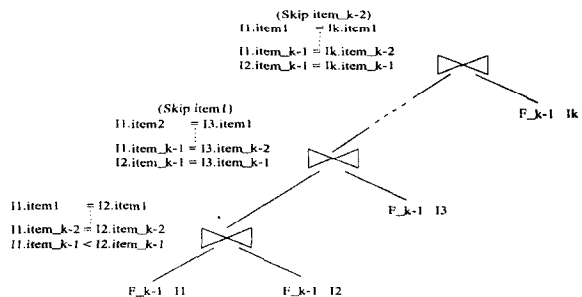 (Skip item_k-2)
I1.item1 = Ik.item1
I1.item_k-1 = Ik.item_k-2
I2.item_k-1 = Ik.item_k-1
F_k-1 Ik
(Skip item1)
I1.item2 = I3.item1
I1.item_k-1 = I3.item_k-2
I2.item_k-1 = I3.item_k-1
F_k-1 I3
I1.item1 = I2.item1
I1.item_k-2 = I2.item_k-2
I1.item_k-1 < I2.item_k-1
F_k-1 I1
F_k-1 I2